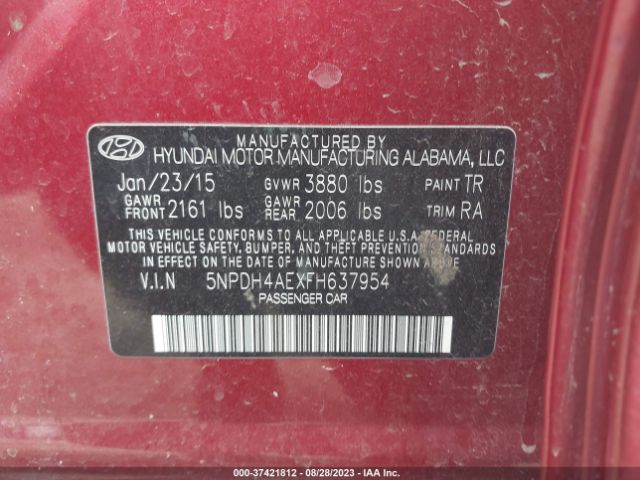 MANUFACTURED BY
HYUNDAI MOTOR MANUFACTURING ALABAMA, LLC
Jan/23/15 GVWR 3880 lbs PAINT TR
GAWR FRONT 2161 lbs GAWR REAR 2006 lbs TRIM RA
THIS VEHICLE CONFORMS TO ALL APPLICABLE U.S.A FEDERAL
MOTOR VEHICLE SAFETY, BUMPER, AND THEFT PREVENTION STANDARDS
IN EFFECT ON THE DATE OF MANUFACTURE SHOWN ABOVE.
V.I.N 5NPDH4AEXFH637954
PASSENGER CAR
000-37421812 - 08/28/2023 - IAA Inc.